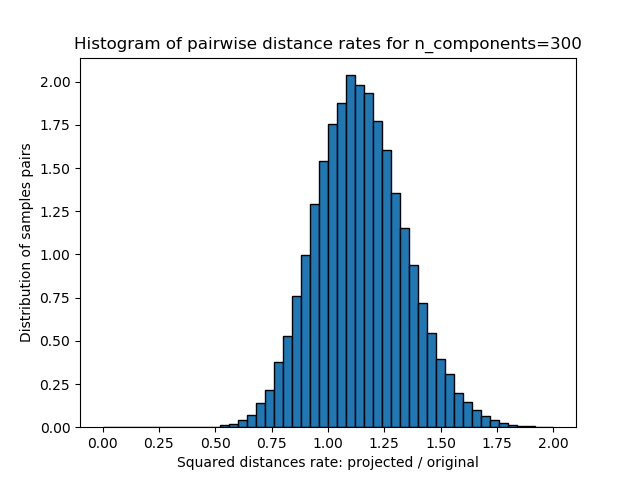 Histogram of pairwise distance rates for n_components=300
2.00
1.75
1.50
1.25
1.00
0.75
0.50
0.25
0.00
Distribution of samples pairs
0.00 0.25 0.50 0.75 1.00 1.25 1.50 1.75 2.00
Squared distances rate: projected / original